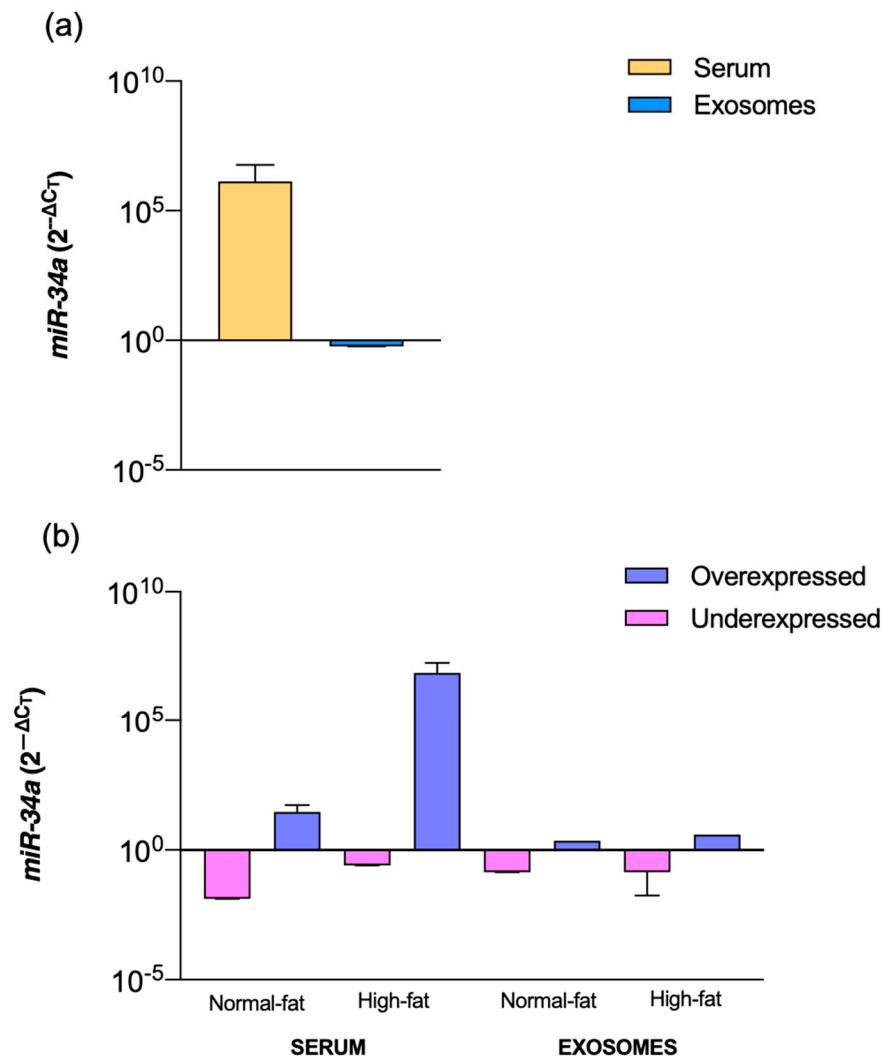 (a)
Serum
Exosomes
10^10
10^5
10^0
10^-5
miR-34a (2^–ΔCT)
(b)
Overexpressed
Underexpressed
10^10
10^5
10^0
10^-5
miR-34a (2^—ΔCT)
Normal-fat High-fat Normal-fat High-fat
SERUM EXOSOMES